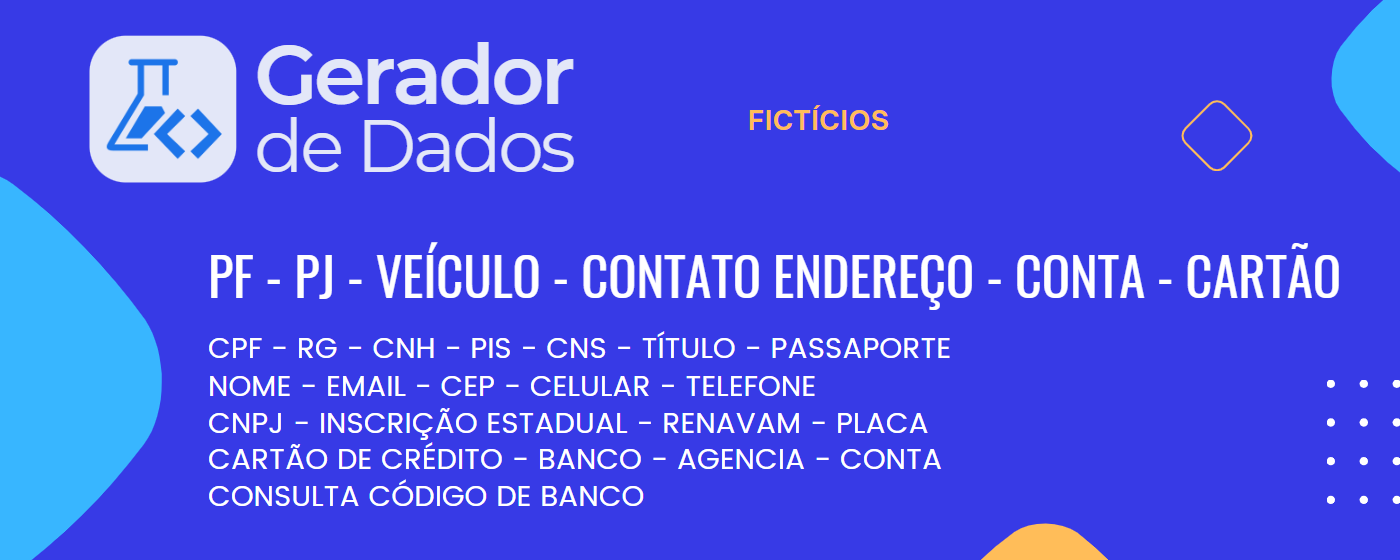 Gerador
de Dados
FICTÍCIOS
PF - PJ - VEÍCULO - CONTATO ENDEREÇO - CONTA - CARTÃO
CPF - RG - CNH - PIS - CNS - TÍTULO - PASSAPORTE
NOME - EMAIL - CEP - CELULAR - TELEFONE
CNPJ - INSCRIÇÃO ESTADUAL - RENAVAM - PLACA
CARTÃO DE CRÉDITO - BANCO - AGENCIA - CONTA
CONSULTA CÓDIGO DE BANCO